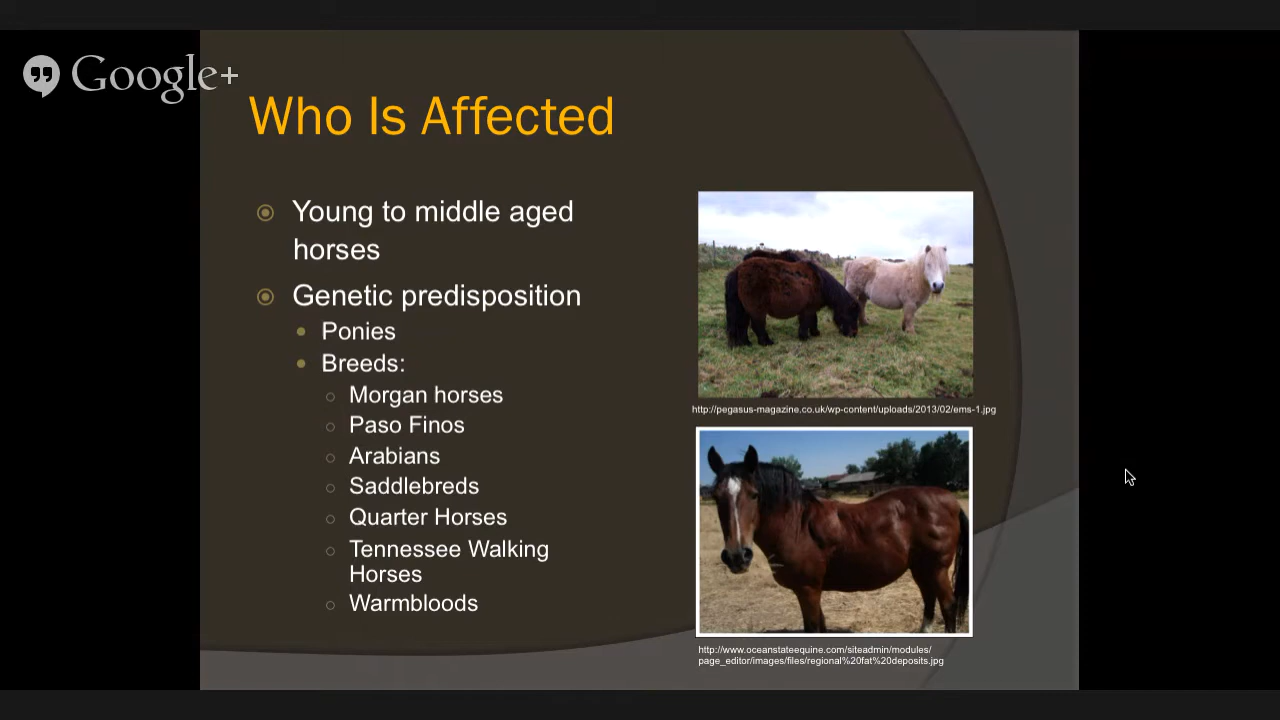 Google+
Who Is Affected
Young to middle aged
horses
Genetic predisposition
Ponies
Breeds:
Morgan horses
Paso Finos
Arabians
Saddlebreds
Quarter Horses
Tennessee Walking
Horses
Warmbloods
http://pegasus-magazine.co.uk/wp-content/uploads/2013/02/ems-1.jpg
http://www.oceanstateequine.com/siteadmin/modules/
page_editor/images/files/regional%20fat%20deposits.jpg